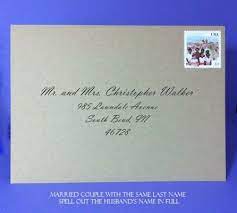 Mr. and Mrs. Christopher Walker
985 Lawndale Avenue
South Bend, IN
46728
MARRIED COUPLE WITH THE SAME LAST NAME
SPELL OUT THE HUSBAND'S NAME IN FULL